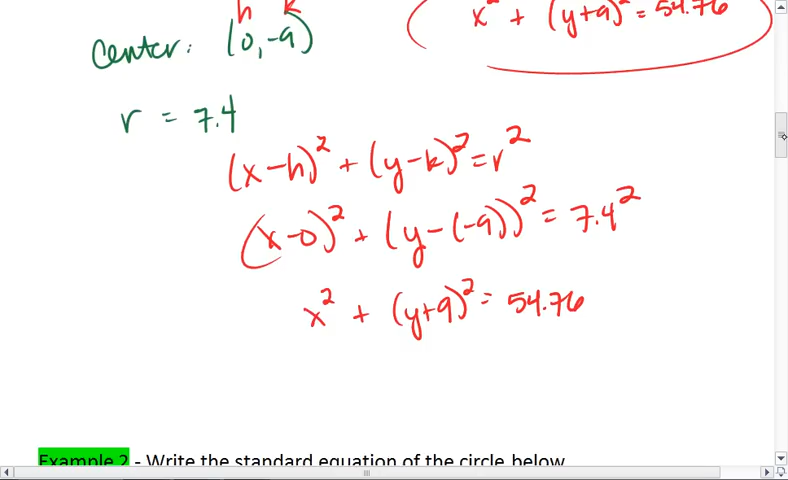 h k
x² + (y+9)² = 54.76
Center: (0,-9)
r = 7.4
(x-h)² + (y-k)² = r²
(x-0)² + (y-(-9))² = 7.4²
x² + (y+9)² = 54.76
Example 2 - Write the standard equation of the circle below